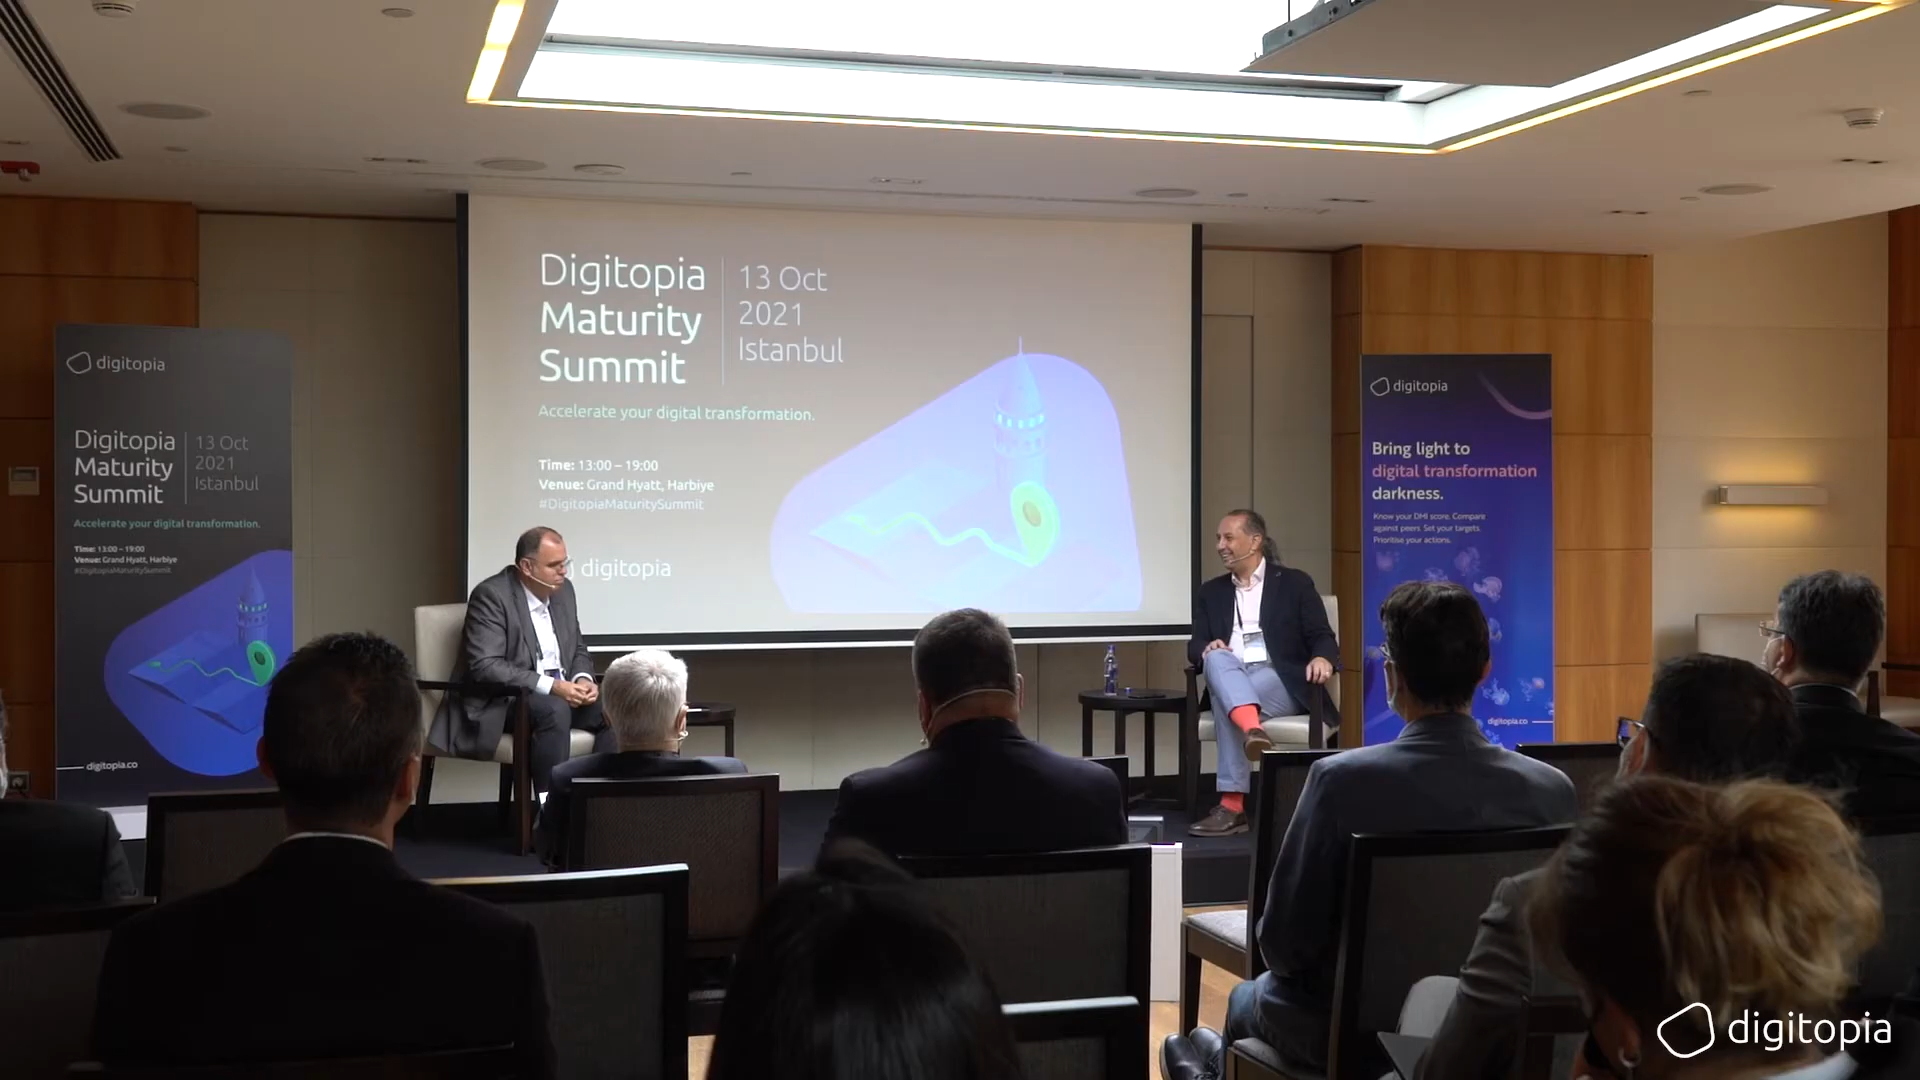 digitopia
Digitopia
Maturity
Summit
13 Oct
2021
Istanbul
Accelerate your digital transformation.
Time: 13:00 – 19:00
Venue: Grand Hyatt, Harbiye
#DigitopiaMaturitySummit
digitopia.co
Digitopia
Maturity
Summit
13 Oct
2021
Istanbul
Accelerate your digital transformation.
Time: 13:00 – 19:00
Venue: Grand Hyatt, Harbiye
#DigitopiaMaturitySummit
digitopia
digitopia
Bring light to
digital transformation
darkness.
Know your DMI score. Compare
against peers. Set your targets.
Prioritise your actions.
digitopia.co
digitopia